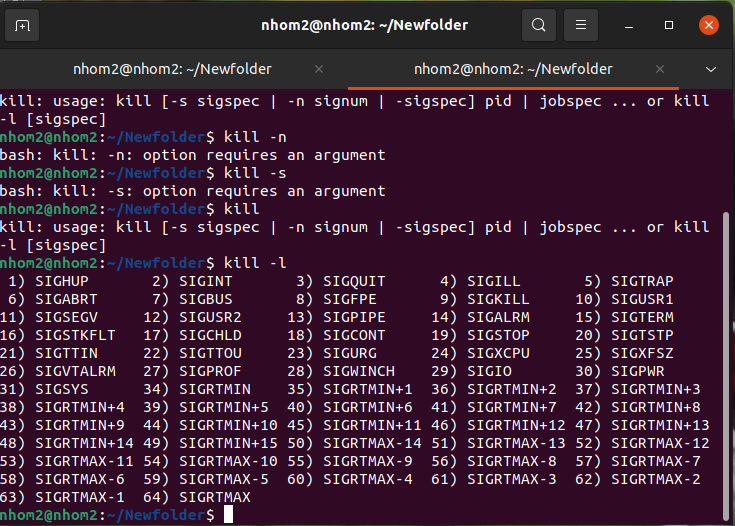 nhom2@nhom2: ~/Newfolder
nhom2@nhom2: ~/Newfolder
nhom2@nhom2: ~/Newfolder
kill: usage: kill [-s sigspec | -n signum | -sigspec] pid | jobspec ... or kill
-l [sigspec]
nhom2@nhom2:~/Newfolder$ kill -n
bash: kill: -n: option requires an argument
nhom2@nhom2:~/Newfolder$ kill -s
bash: kill: -s: option requires an argument
nhom2@nhom2:~/Newfolder$ kill
kill: usage: kill [-s sigspec | -n signum | -sigspec] pid | jobspec ... or kill
-l [sigspec]
nhom2@nhom2:~/Newfolder$ kill -l
 1) SIGHUP       2) SIGINT       3) SIGQUIT      4) SIGILL       5) SIGTRAP
 6) SIGABRT      7) SIGBUS       8) SIGFPE       9) SIGKILL     10) SIGUSR1
11) SIGSEGV     12) SIGUSR2     13) SIGPIPE     14) SIGALRM     15) SIGTERM
16) SIGSTKFLT   17) SIGCHLD     18) SIGCONT     19) SIGSTOP     20) SIGTSTP
21) SIGTTIN     22) SIGTTOU     23) SIGURG      24) SIGXCPU     25) SIGXFSZ
26) SIGVTALRM   27) SIGPROF     28) SIGWINCH    29) SIGIO       30) SIGPWR
31) SIGSYS      34) SIGRTMIN    35) SIGRTMIN+1  36) SIGRTMIN+2  37) SIGRTMIN+3
38) SIGRTMIN+4  39) SIGRTMIN+5  40) SIGRTMIN+6  41) SIGRTMIN+7  42) SIGRTMIN+8
43) SIGRTMIN+9  44) SIGRTMIN+10 45) SIGRTMIN+11 46) SIGRTMIN+12 47) SIGRTMIN+13
48) SIGRTMIN+14 49) SIGRTMIN+15 50) SIGRTMAX-14 51) SIGRTMAX-13 52) SIGRTMAX-12
53) SIGRTMAX-11 54) SIGRTMAX-10 55) SIGRTMAX-9  56) SIGRTMAX-8  57) SIGRTMAX-7
58) SIGRTMAX-6  59) SIGRTMAX-5  60) SIGRTMAX-4  61) SIGRTMAX-3  62) SIGRTMAX-2
63) SIGRTMAX-1  64) SIGRTMAX
nhom2@nhom2:~/Newfolder$